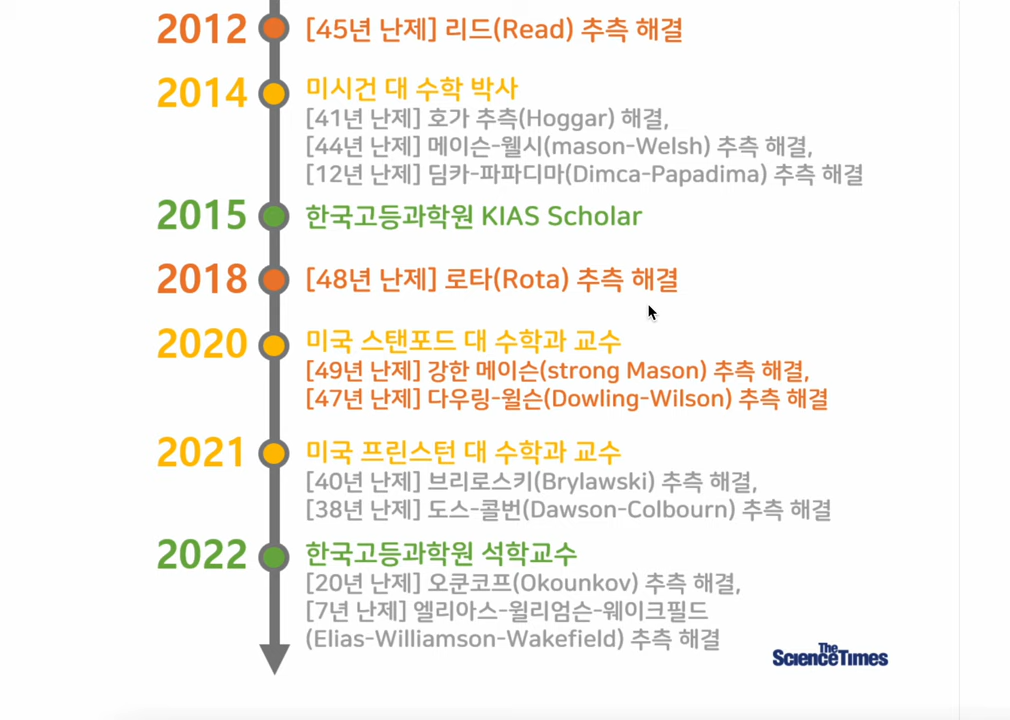 2012 [45년 난제] 리드(Read) 추측 해결
2014 미시건 대 수학 박사
[41년 난제] 호가 추측(Hoggar) 해결,
[44년 난제] 메이슨-웰시(mason-Welsh) 추측 해결,
[12년 난제] 딤카-파파디마(Dimca-Papadima) 추측 해결
2015 한국고등과학원 KIAS Scholar
2018 [48년 난제] 로타(Rota) 추측 해결
2020 미국 스탠포드 대 수학과 교수
[49년 난제] 강한 메이슨(strong Mason) 추측 해결,
[47년 난제] 다우링-윌슨(Dowling-Wilson) 추측 해결
2021 미국 프린스턴 대 수학과 교수
[40년 난제] 브리로스키(Brylawski) 추측 해결,
[38년 난제] 도스-콜번(Dawson-Colbourn) 추측 해결
2022 한국고등과학원 석학교수
[20년 난제] 오쿤코프(Okounkov) 추측 해결,
[7년 난제] 엘리아스-윌리엄슨-웨이크필드
(Elias-Williamson-Wakefield) 추측 해결
The
ScienceTimes